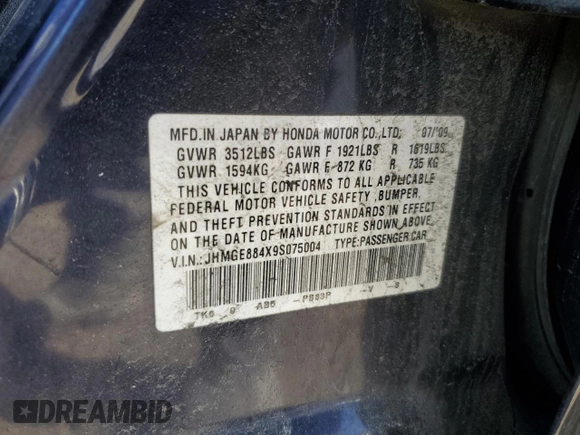 MFD.IN JAPAN BY HONDA MOTOR CO.,LTD. 07/'09
GVWR 3512LBS GAWR F 1921LBS R 1619LBS
GVWR 1594KG GAWR F 872 KG R 735 KG
THIS VEHICLE CONFORMS TO ALL APPLICABLE
FEDERAL MOTOR VEHICLE SAFETY ,BUMPER,
AND THEFT PREVENTION STANDARDS IN EFFECT
ON THE DATE OF MANUFACTURE SHOWN ABOVE.
V.I.N.: JHMGE884X9S075004 TYPE:PASSENGER CAR
TK6 - V -
DREAMBID